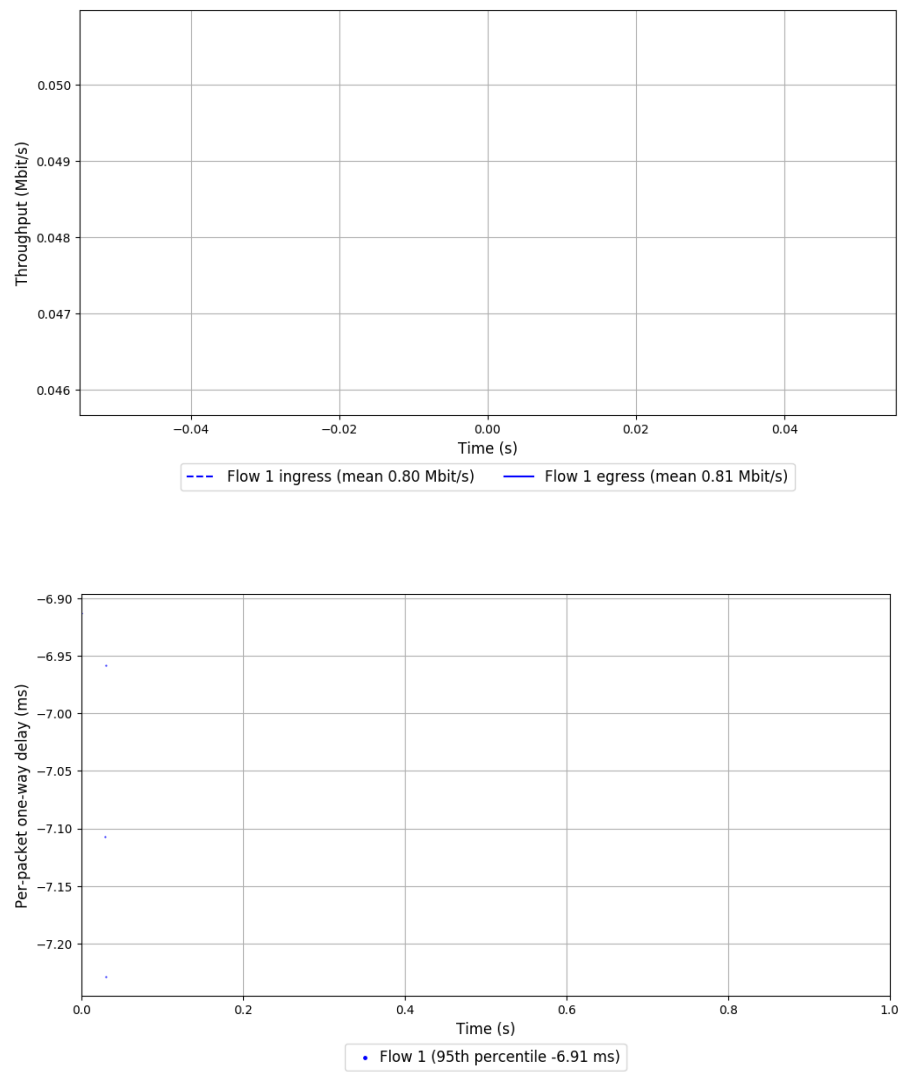 0.050
0.049
0.048
0.047
0.046
Throughput (Mbit/s)
−0.04 −0.02 0.00 0.02 0.04
Time (s)
Flow 1 ingress (mean 0.80 Mbit/s) Flow 1 egress (mean 0.81 Mbit/s)
−6.90
−6.95
−7.00
−7.05
−7.10
−7.15
−7.20
Per-packet one-way delay (ms)
0.0 0.2 0.4 0.6 0.8 1.0
Time (s)
Flow 1 (95th percentile -6.91 ms)